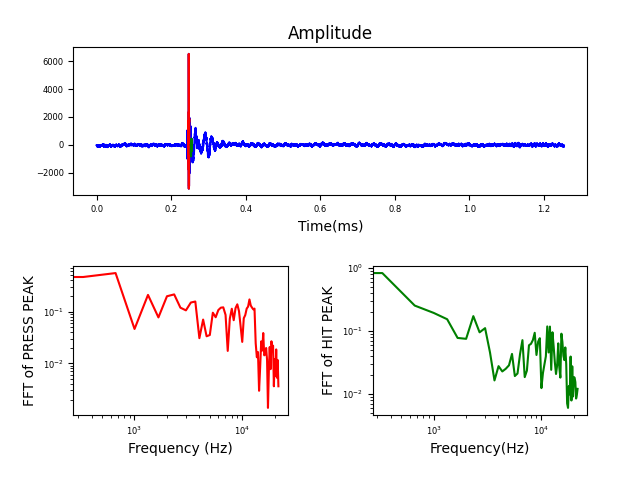 Amplitude
6000
4000
2000
0
−2000
0.0 0.2 0.4 0.6 0.8 1.0 1.2
Time(ms)
FFT of PRESS PEAK
10⁻¹
10⁻²
10³ 10⁴
Frequency (Hz)
FFT of HIT PEAK
10⁰
10⁻¹
10⁻²
10³ 10⁴
Frequency(Hz)